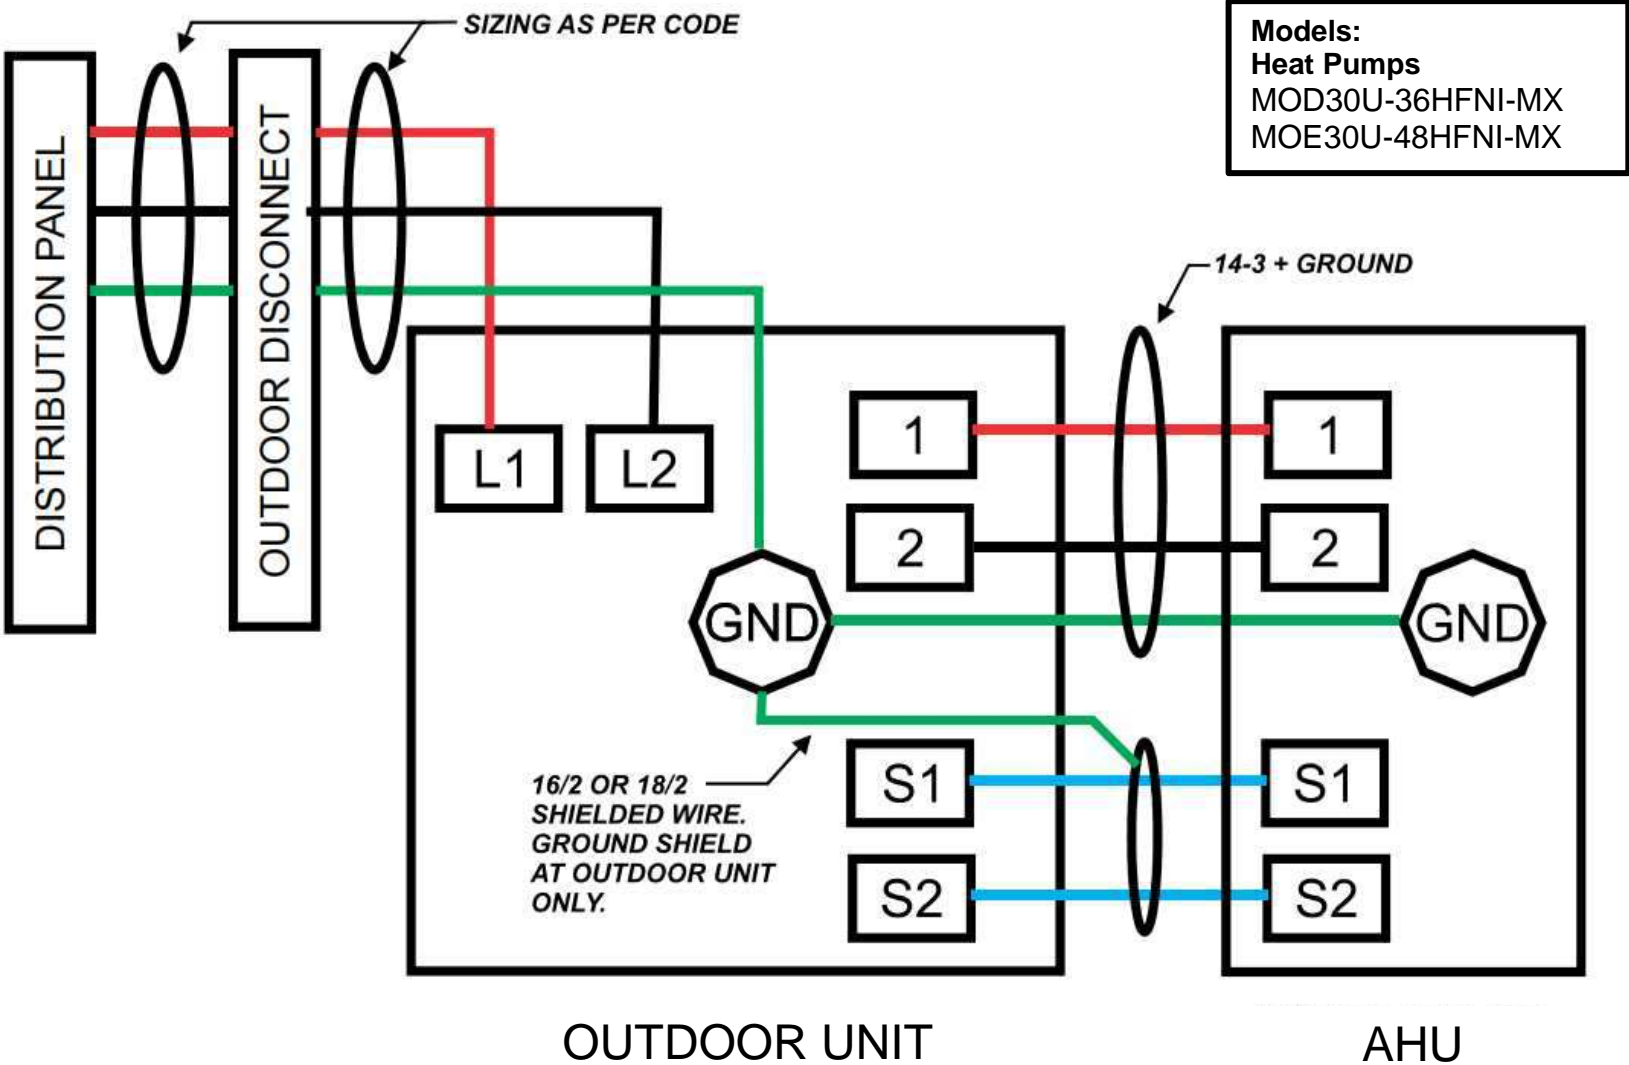 SIZING AS PER CODE
Models:
Heat Pumps
MOD30U-36HFNI-MX
MOE30U-48HFNI-MX
DISTRIBUTION PANEL
OUTDOOR DISCONNECT
14-3 + GROUND
L1
L2
1
1
2
2
GND
GND
16/2 OR 18/2
SHIELDED WIRE.
GROUND SHIELD
AT OUTDOOR UNIT
ONLY.
S1
S1
S2
S2
OUTDOOR UNIT
AHU